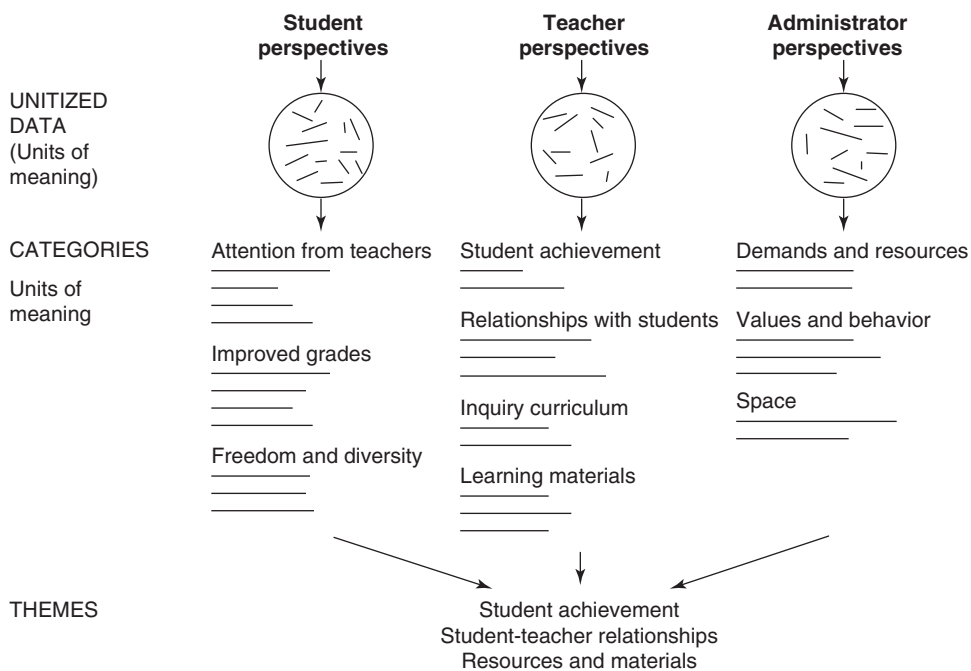 Student
perspectives
Teacher
perspectives
Administrator
perspectives
UNITIZED
DATA
(Units of
meaning)
CATEGORIES
Units of
meaning
Attention from teachers
Improved grades
Freedom and diversity
Student achievement
Relationships with students
Inquiry curriculum
Learning materials
Demands and resources
Values and behavior
Space
THEMES
Student achievement
Student-teacher relationships
Resources and materials